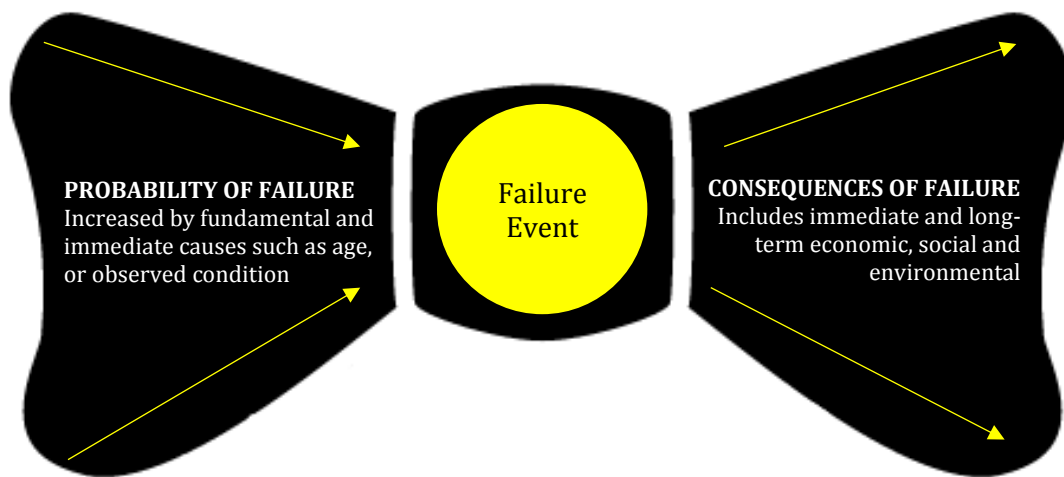 PROBABILITY OF FAILURE
Increased by fundamental and
immediate causes such as age,
or observed condition
Failure
Event
CONSEQUENCES OF FAILURE
Includes immediate and long-
term economic, social and
environmental